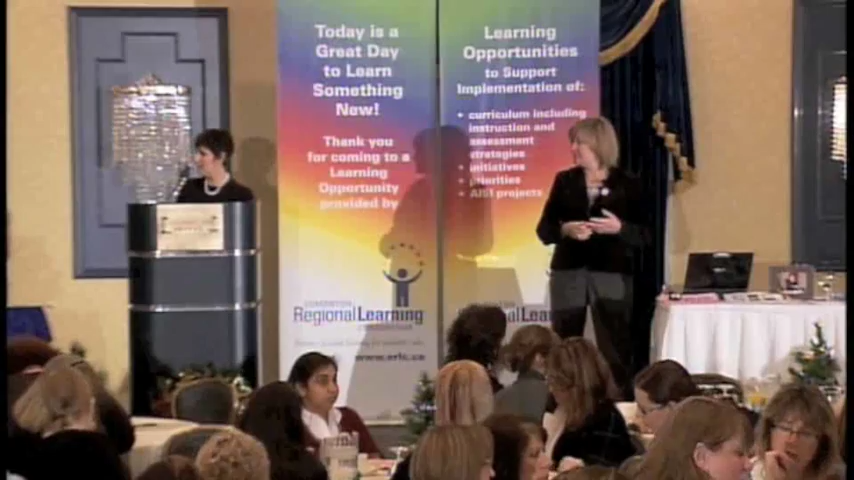 Today is a
Great Day
to Learn
Something
New!
Thank you
for coming to a
Learning
Opportunity
provided by
Regional Learning
www.erlc.ca
Learning
Opportunities
to Support
Implementation of:
• curriculum including
instruction and
assessment
strategies
• initiatives
• priorities
• AISI projects
Regional Learning